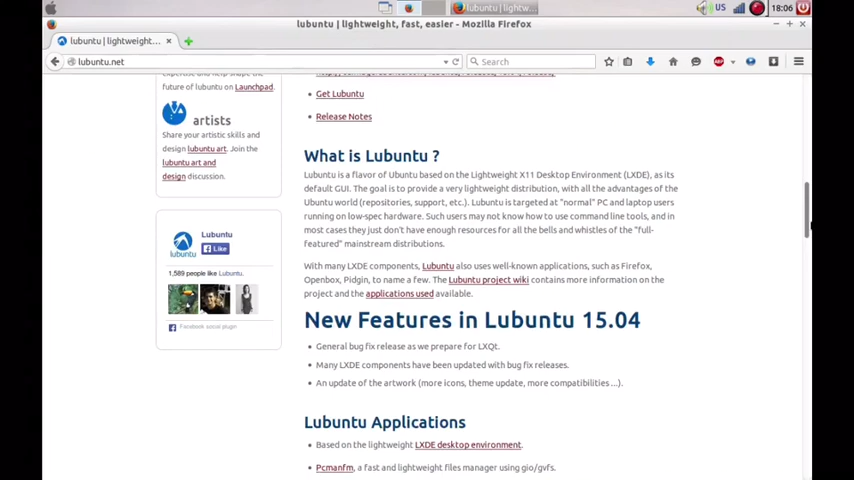 lubuntu | lightw...
US
18:06
lubuntu | lightweight, fast, easier - Mozilla Firefox
lubuntu | lightweight...
lubuntu.net
Search
ABP
future of lubuntu on Launchpad.
artists
Share your artistic skills and
design lubuntu art. Join the
lubuntu art and
design discussion.
Lubuntu
Like
lubuntu
1,589 people like Lubuntu.
Facebook social plugin
Get Lubuntu
Release Notes
What is Lubuntu ?
Lubuntu is a flavor of Ubuntu based on the Lightweight X11 Desktop Environment (LXDE), as its
default GUI. The goal is to provide a very lightweight distribution, with all the advantages of the
Ubuntu world (repositories, support, etc.). Lubuntu is targeted at "normal" PC and laptop users
running on low-spec hardware. Such users may not know how to use command line tools, and in
most cases they just don't have enough resources for all the bells and whistles of the "full-
featured" mainstream distributions.
With many LXDE components, Lubuntu also uses well-known applications, such as Firefox,
Openbox, Pidgin, to name a few. The Lubuntu project wiki contains more information on the
project and the applications used available.
New Features in Lubuntu 15.04
General bug fix release as we prepare for LXQt.
Many LXDE components have been updated with bug fix releases.
An update of the artwork (more icons, theme update, more compatibilities ...).
Lubuntu Applications
Based on the lightweight LXDE desktop environment.
Pcmanfm, a fast and lightweight files manager using gio/gvfs.